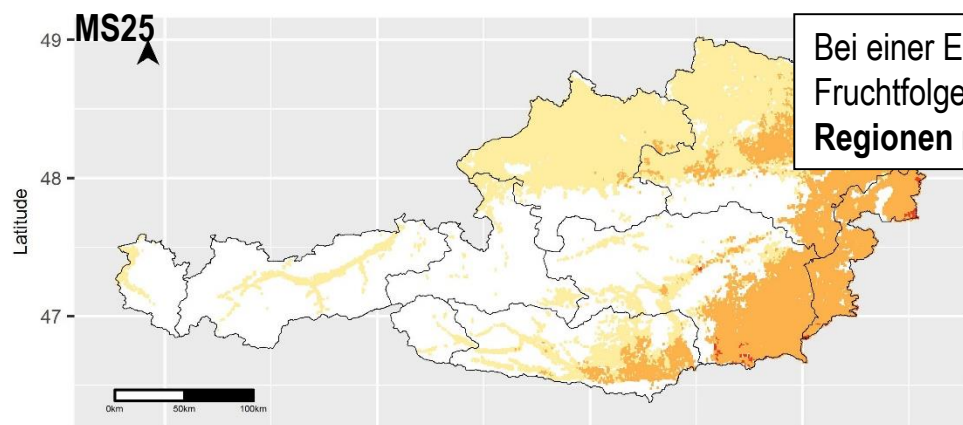 MS25
49
Bei einer E
Fruchtfolge
Regionen
48
Latitude
47
0km 50km 100km